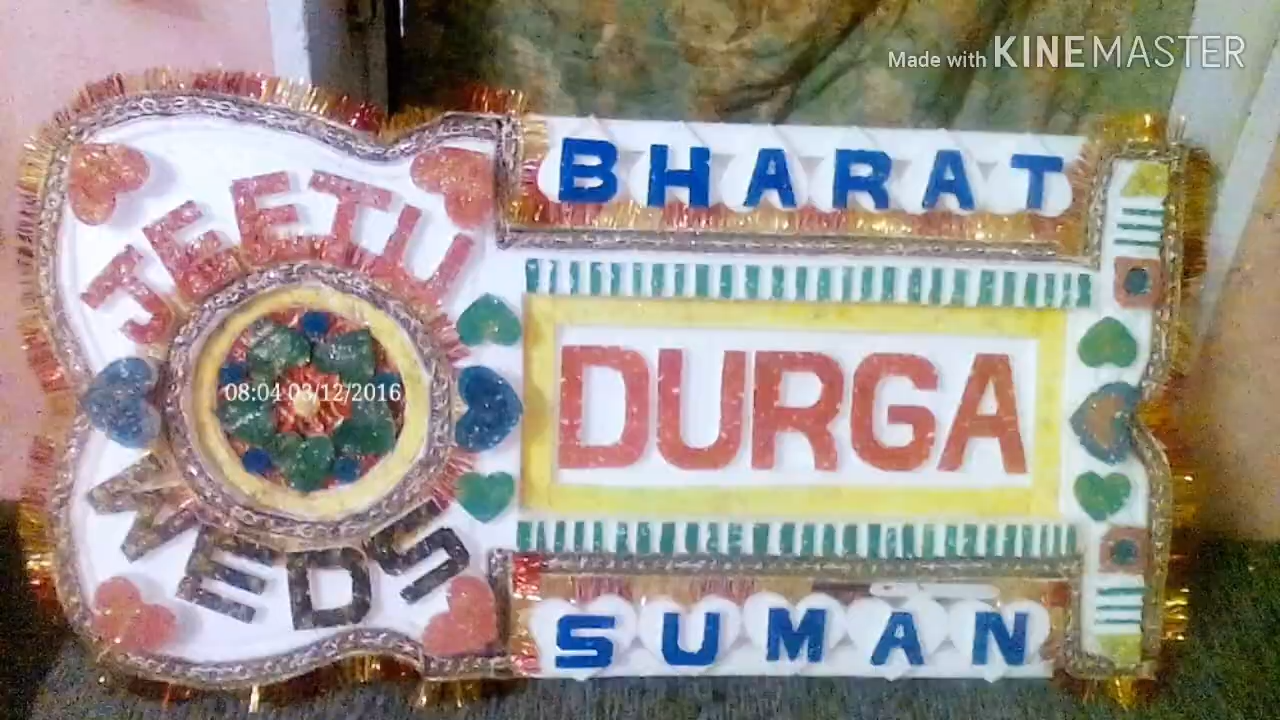 Made with KINEMASTER
BHARAT
JEETU
08:04 03/12/2016
DURGA
WEDS
SUMAN